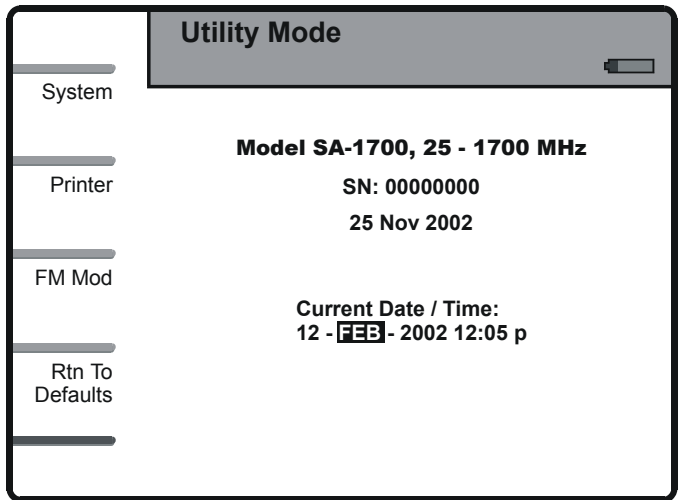 Utility Mode
System
Printer
FM Mod
Rtn To
Defaults
Model SA-1700, 25 - 1700 MHz
SN: 00000000
25 Nov 2002
Current Date / Time:
12 - FEB - 2002 12:05 p